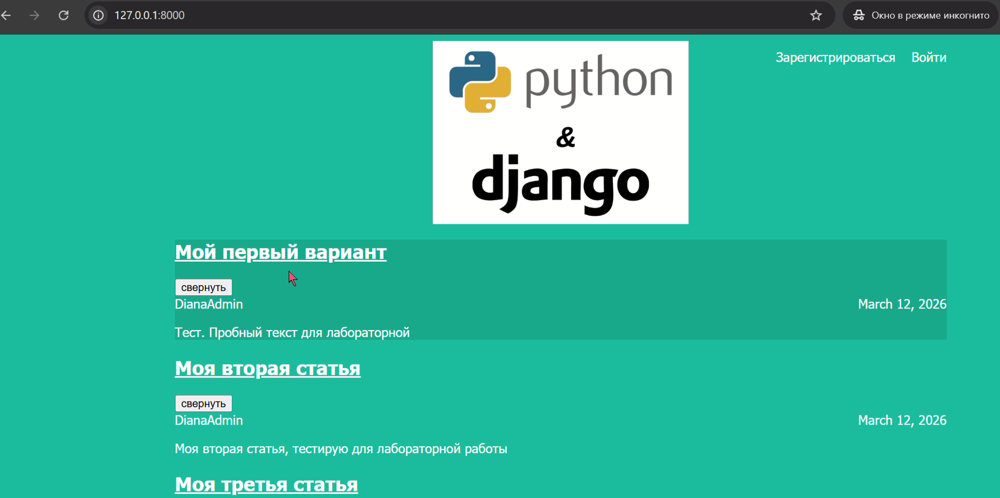 127.0.0.1:8000
Окно в режиме инкогнито
Зарегистрироваться Войти
python
&
django
Мой первый вариант
свернуть
DianaAdmin March 12, 2026
Тест. Пробный текст для лабораторной
Моя вторая статья
свернуть
DianaAdmin March 12, 2026
Моя вторая статья, тестирую для лабораторной работы
Моя третья статья